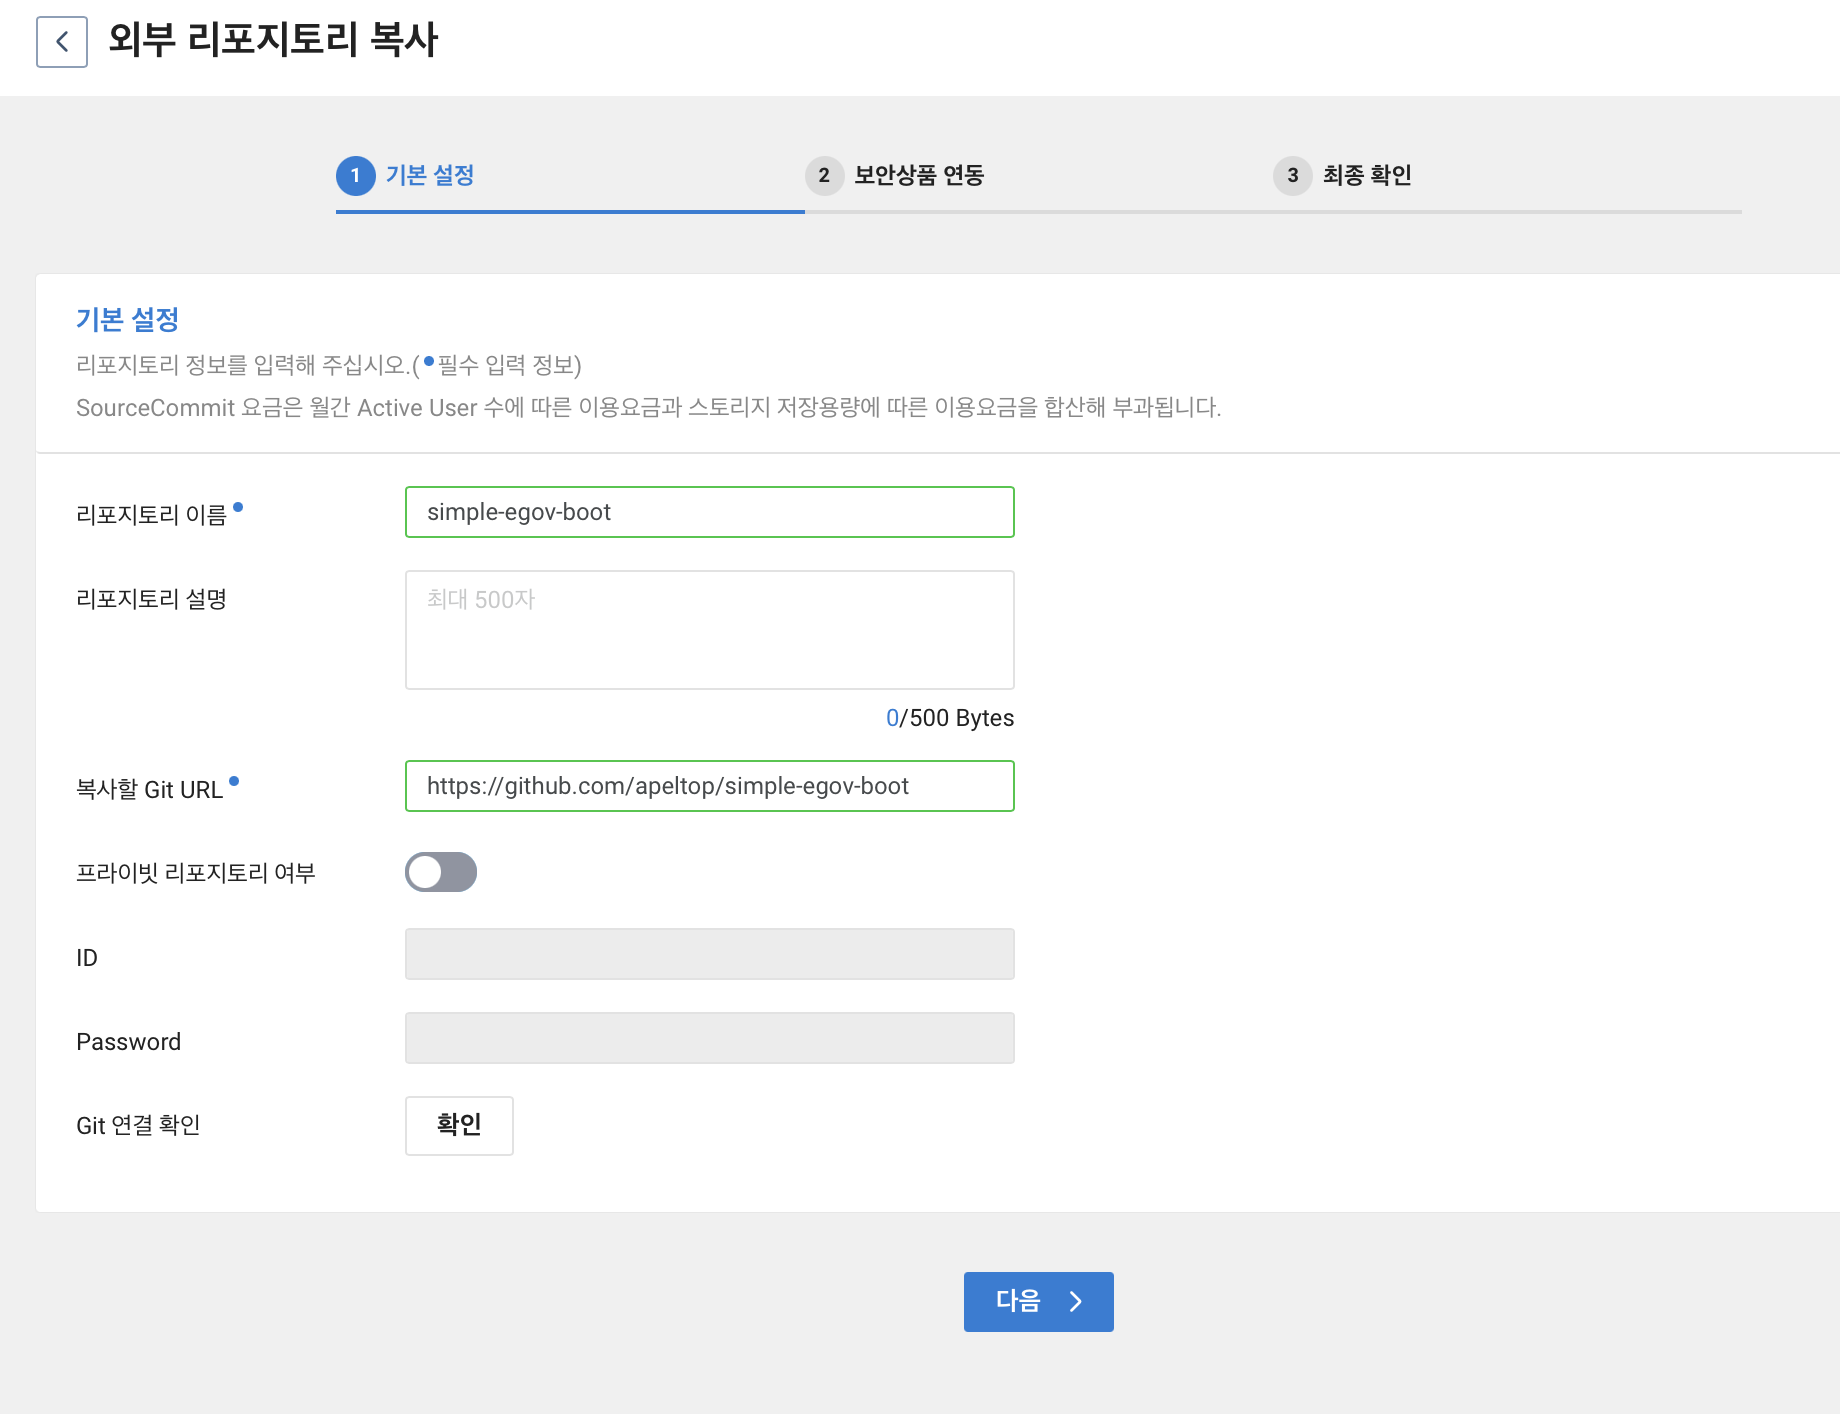 외부 리포지토리 복사
1 기본 설정
2 보안상품 연동
3 최종 확인
기본 설정
리포지토리 정보를 입력해 주십시오.(●필수 입력 정보)
SourceCommit 요금은 월간 Active User 수에 따른 이용요금과 스토리지 저장용량에 따른 이용요금을 합산해 부과됩니다.
리포지토리 이름
simple-egov-boot
리포지토리 설명
최대 500자
0/500 Bytes
복사할 Git URL
https://github.com/apeltop/simple-egov-boot
프라이빗 리포지토리 여부
ID
Password
Git 연결 확인
확인
다음